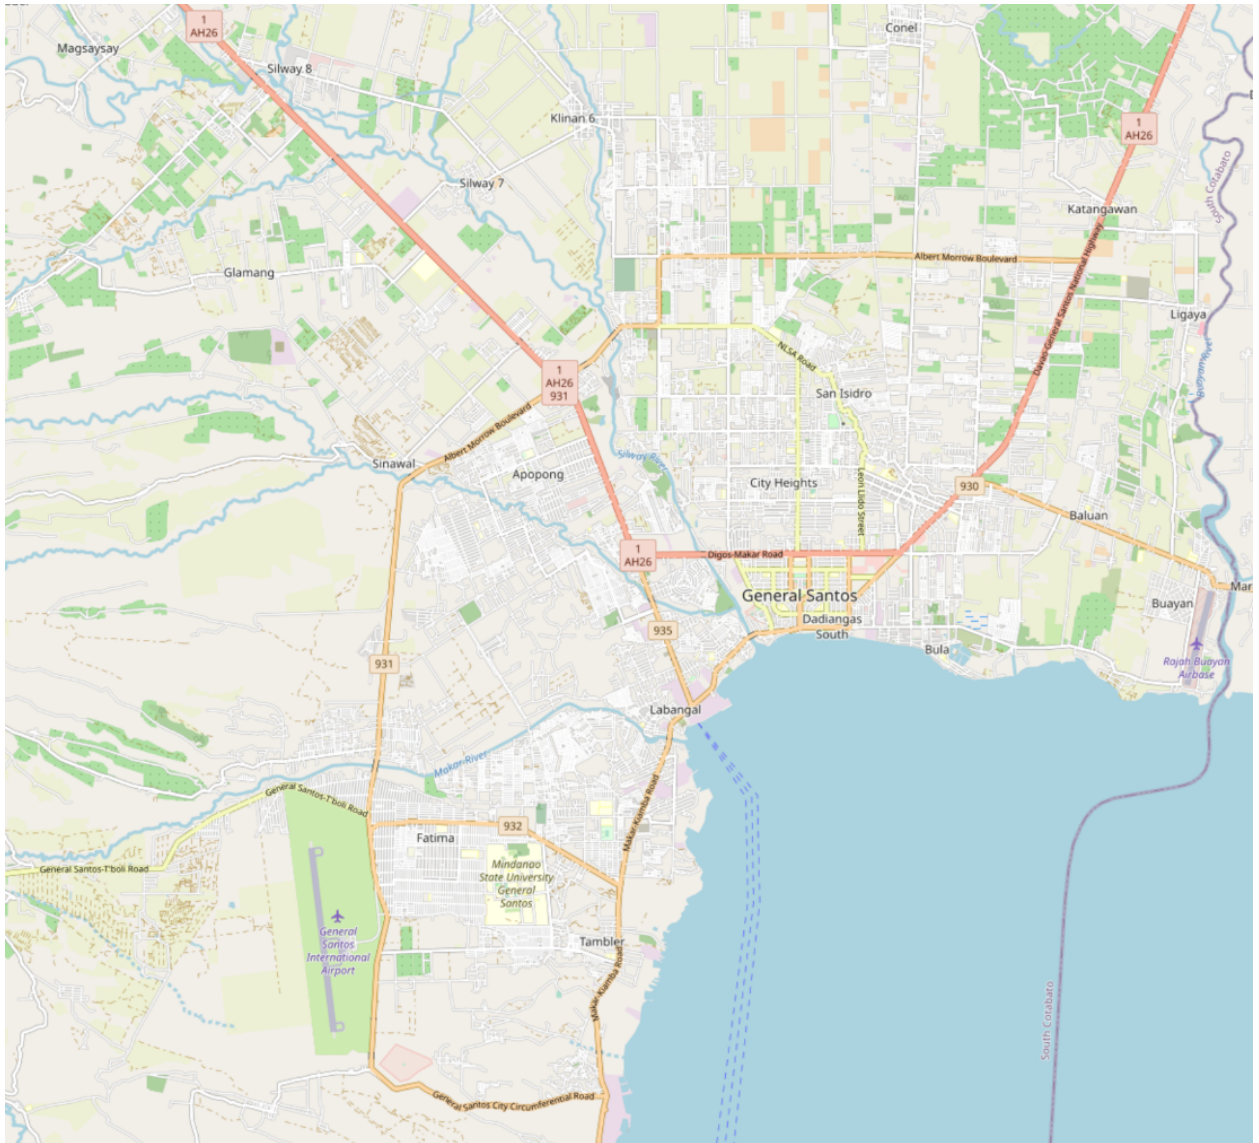 1
AH26
Conel
Magsaysay
Silway 8
Klinan 6
1
AH26
South Cotabato
Silway 7
Katangawan
Glamang
Albert Morrow Boulevard
Davao-General Santos National Highway
Ligaya
NLSA Road
Buayan River
1
AH26
931
San Isidro
Albert Morrow Boulevard
Silway River
Sinawal
Apopong
City Heights
Leon Llido Street
930
Baluan
1
AH26
Digos-Makar Road
General Santos
Buayan
Mar
Dadiangas
South
935
Bula
931
Rajah Buayan
Airbase
Labangal
Makar River
General Santos-T'boli Road
Makar-Kiamba Road
932
Fatima
General Santos-T'boli Road
Mindanao
State University
General
Santos
General
Santos
International
Airport
Tambler
Makar-Kiamba Road
South Cotabato
General Santos City Circumferential Road